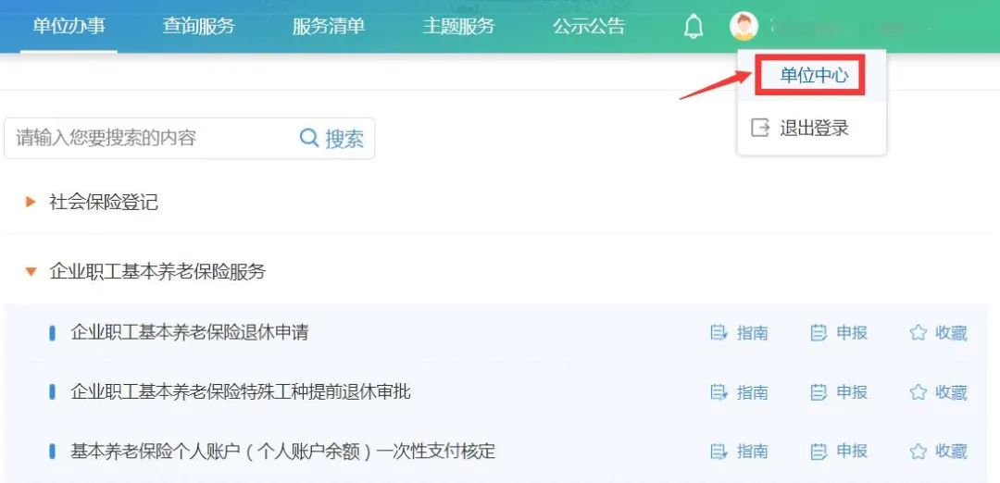 单位办事 查询服务 服务清单 主题服务 公示公告
单位中心
退出登录
请输入您要搜索的内容 搜索
社会保险登记
企业职工基本养老保险服务
企业职工基本养老保险退休申请 指南 申报 收藏
企业职工基本养老保险特殊工种提前退休审批 指南 申报 收藏
基本养老保险个人账户（个人账户余额）一次性支付核定 指南 申报 收藏